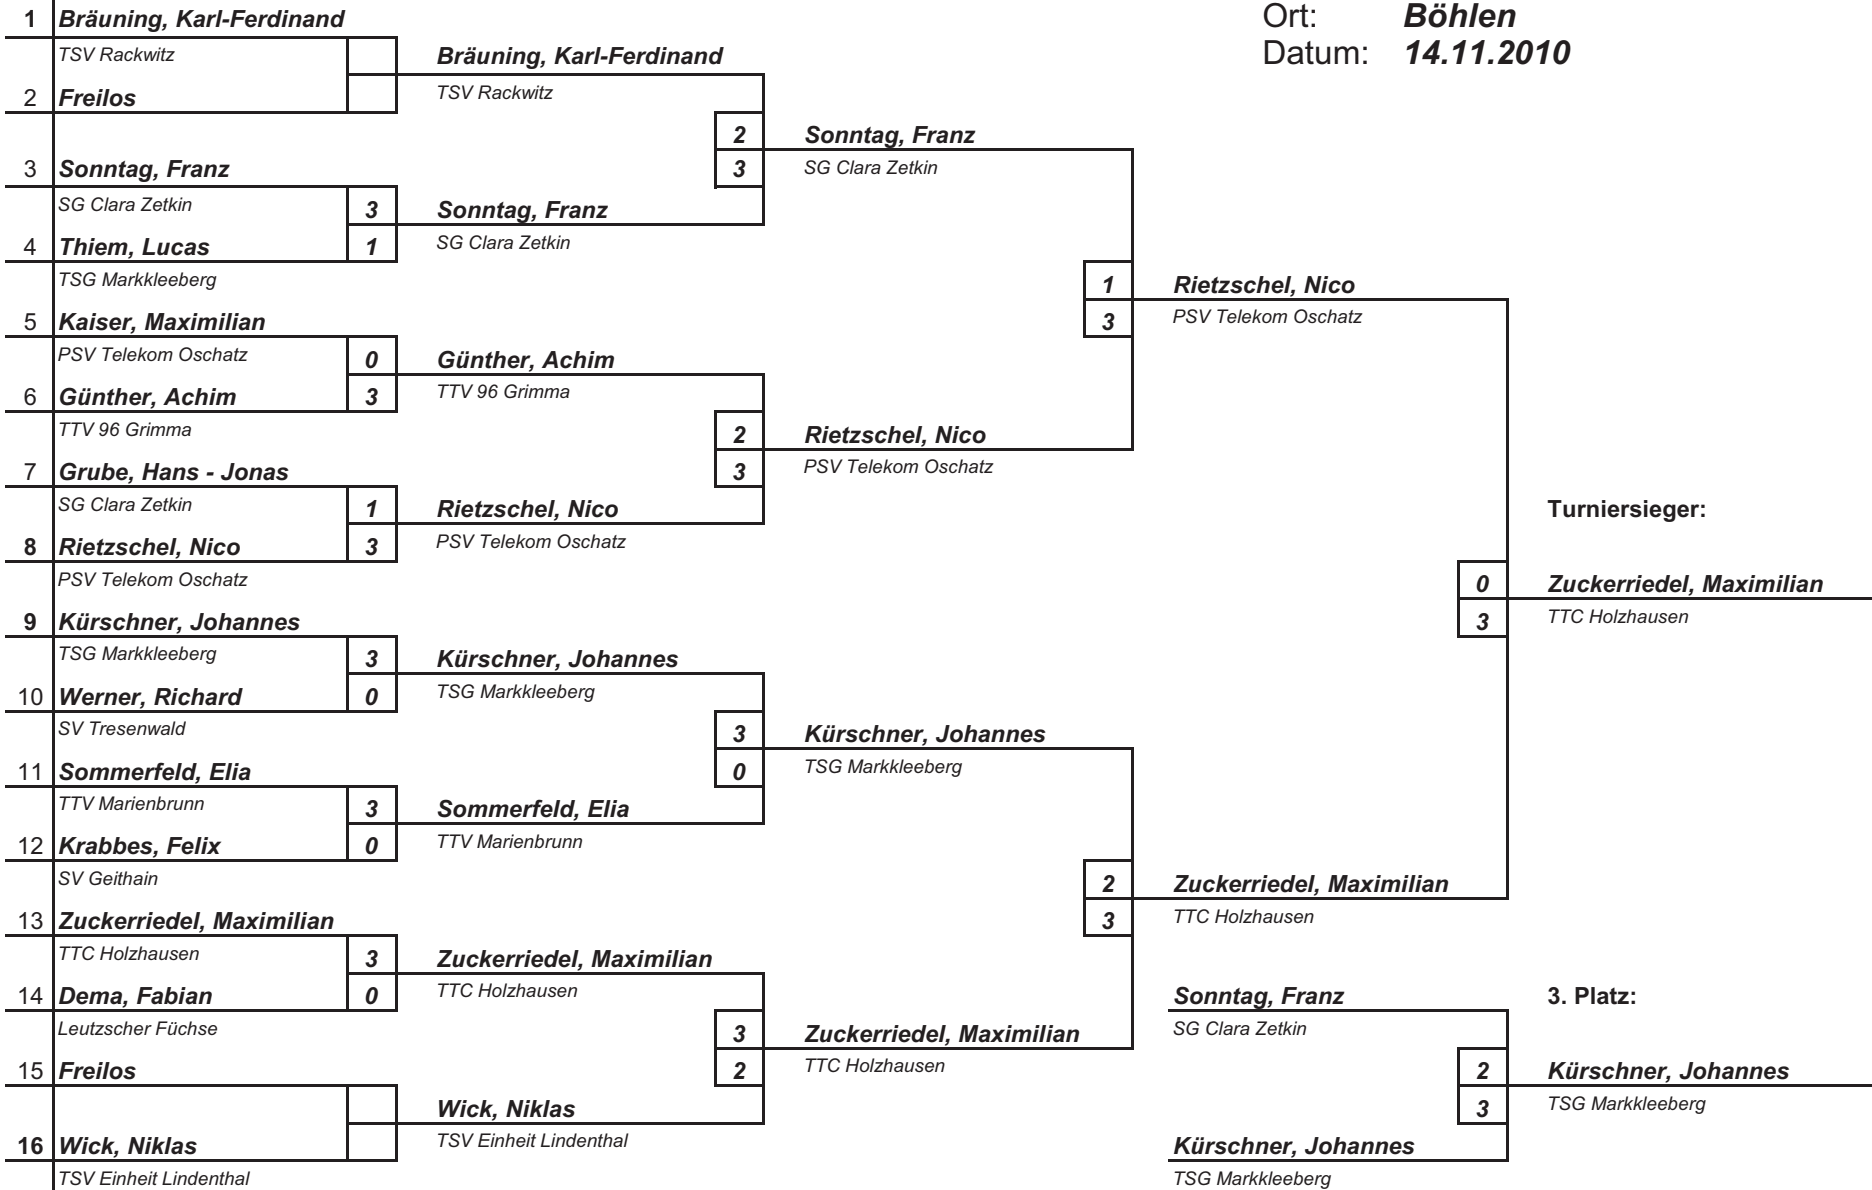 1 Bräuning, Karl-Ferdinand
Ort: Böhlen
TSV Rackwitz
Bräuning, Karl-Ferdinand
Datum: 14.11.2010
2 Freilos
TSV Rackwitz
2 Sonntag, Franz
3 Sonntag, Franz
3 SG Clara Zetkin
SG Clara Zetkin 3 Sonntag, Franz
4 Thiem, Lucas 1 SG Clara Zetkin
TSG Markkleeberg
1 Rietzschel, Nico
5 Kaiser, Maximilian
3 PSV Telekom Oschatz
PSV Telekom Oschatz 0 Günther, Achim
6 Günther, Achim 3 TTV 96 Grimma
TTV 96 Grimma
2 Rietzschel, Nico
7 Grube, Hans - Jonas
3 PSV Telekom Oschatz
SG Clara Zetkin 1 Rietzschel, Nico
Turniersieger:
8 Rietzschel, Nico 3 PSV Telekom Oschatz
PSV Telekom Oschatz
0 Zuckerriedel, Maximilian
9 Kürschner, Johannes
3 TTC Holzhausen
TSG Markkleeberg 3 Kürschner, Johannes
10 Werner, Richard 0 TSG Markkleeberg
SV Tresenwald
3 Kürschner, Johannes
11 Sommerfeld, Elia
0 TSG Markkleeberg
TTV Marienbrunn 3 Sommerfeld, Elia
12 Krabbes, Felix 0 TTV Marienbrunn
SV Geithain
2 Zuckerriedel, Maximilian
13 Zuckerriedel, Maximilian
3 TTC Holzhausen
TTC Holzhausen 3 Zuckerriedel, Maximilian
14 Dema, Fabian 0 TTC Holzhausen
Sonntag, Franz
3. Platz:
Leutzscher Füchse
3 Zuckerriedel, Maximilian
SG Clara Zetkin
15 Freilos
2 TTC Holzhausen
2 Kürschner, Johannes
Wick, Niklas
3 TSG Markkleeberg
16 Wick, Niklas
TSV Einheit Lindenthal
Kürschner, Johannes
TSV Einheit Lindenthal
TSG Markkleeberg